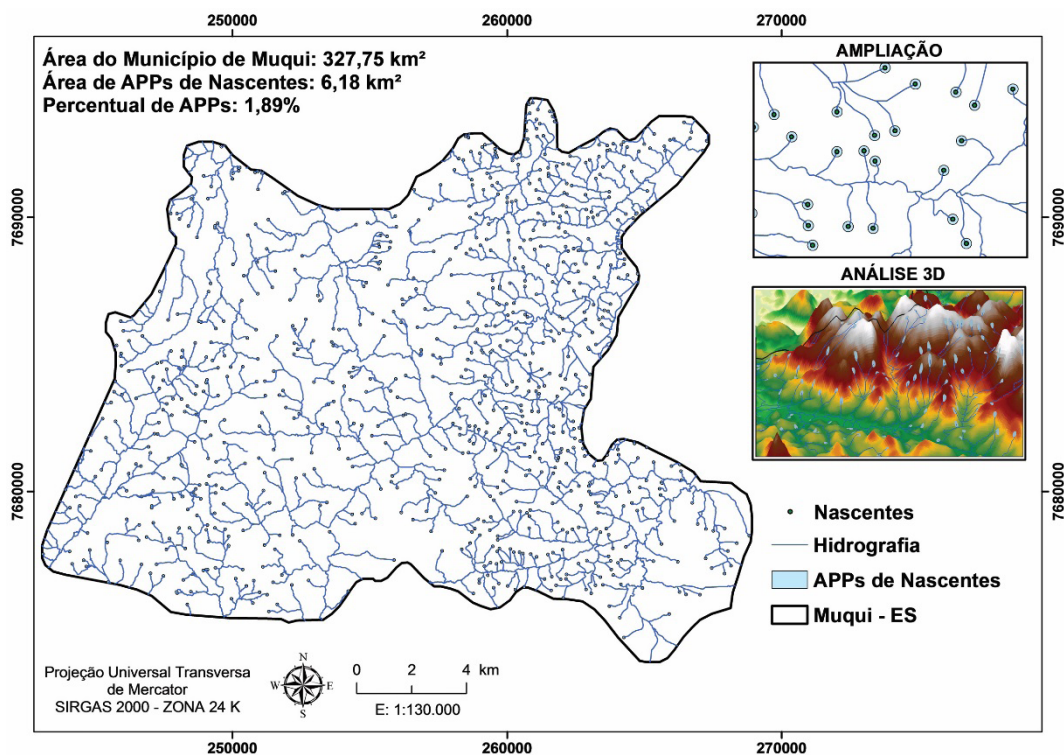 250000 260000 270000
Área do Município de Muqui: 327,75 km²
Área de APPs de Nascentes: 6,18 km²
Percentual de APPs: 1,89%
AMPLIAÇÃO
7690000 7690000
ANÁLISE 3D
7680000 7680000
Nascentes
Hidrografia
APPs de Nascentes
Muqui - ES
Projeção Universal Transversa
de Mercator
SIRGAS 2000 - ZONA 24 K
N
W E
S
0 2 4 km
E: 1:130.000
250000 260000 270000